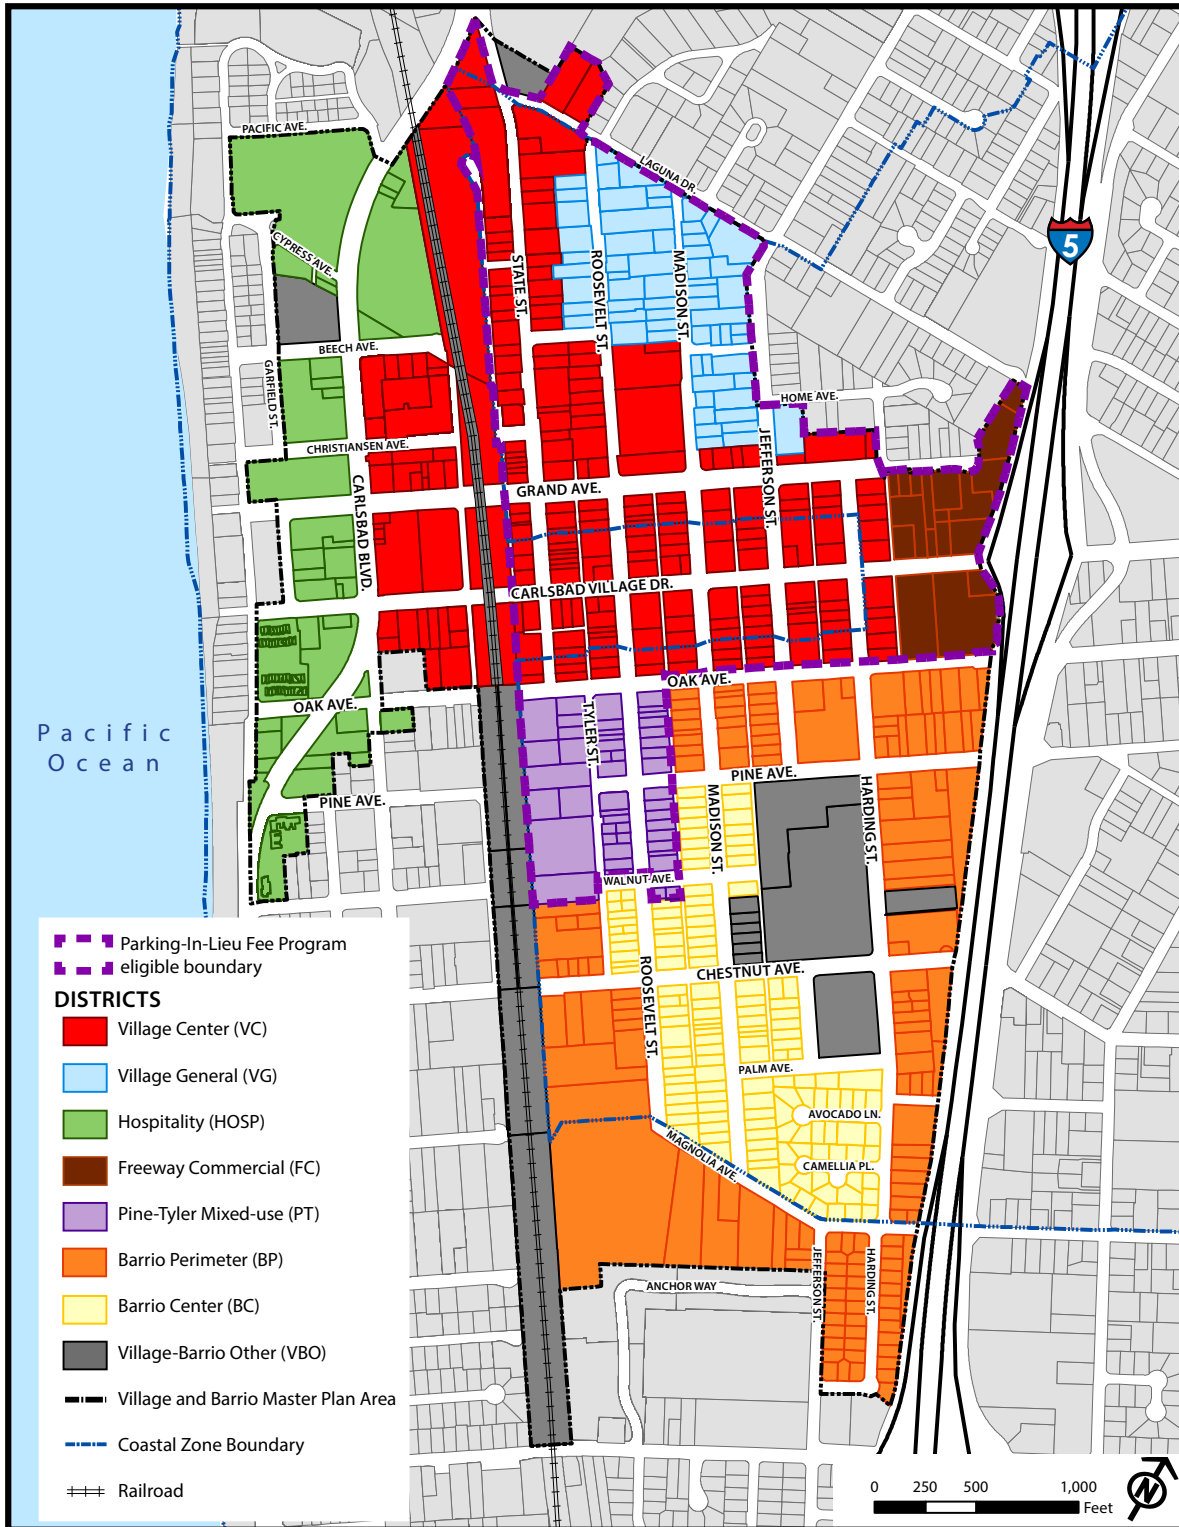 PACIFIC AVE.
LAGUNA DR.
5
CYPRESS AVE.
STATE ST.
ROOSEVELT ST.
MADISON ST.
BEECH AVE.
GARFIELD ST.
HOME AVE.
CHRISTIANSEN AVE.
JEFFERSON ST.
CARLSBAD BLVD.
GRAND AVE.
CARLSBAD VILLAGE DR.
OAK AVE.
OAK AVE.
TYLER ST.
Pacific
Ocean
PINE AVE.
PINE AVE.
MADISON ST.
HARDING ST.
WALNUT AVE.
ROOSEVELT ST.
CHESTNUT AVE.
PALM AVE.
AVOCADO LN.
MAGNOLIA AVE.
CAMELLIA PL.
JEFFERSON ST.
HARDING ST.
ANCHOR WAY
Parking-In-Lieu Fee Program
eligible boundary
DISTRICTS
Village Center (VC)
Village General (VG)
Hospitality (HOSP)
Freeway Commercial (FC)
Pine-Tyler Mixed-use (PT)
Barrio Perimeter (BP)
Barrio Center (BC)
Village-Barrio Other (VBO)
Village and Barrio Master Plan Area
Coastal Zone Boundary
Railroad
0 250 500 1,000
Feet
N